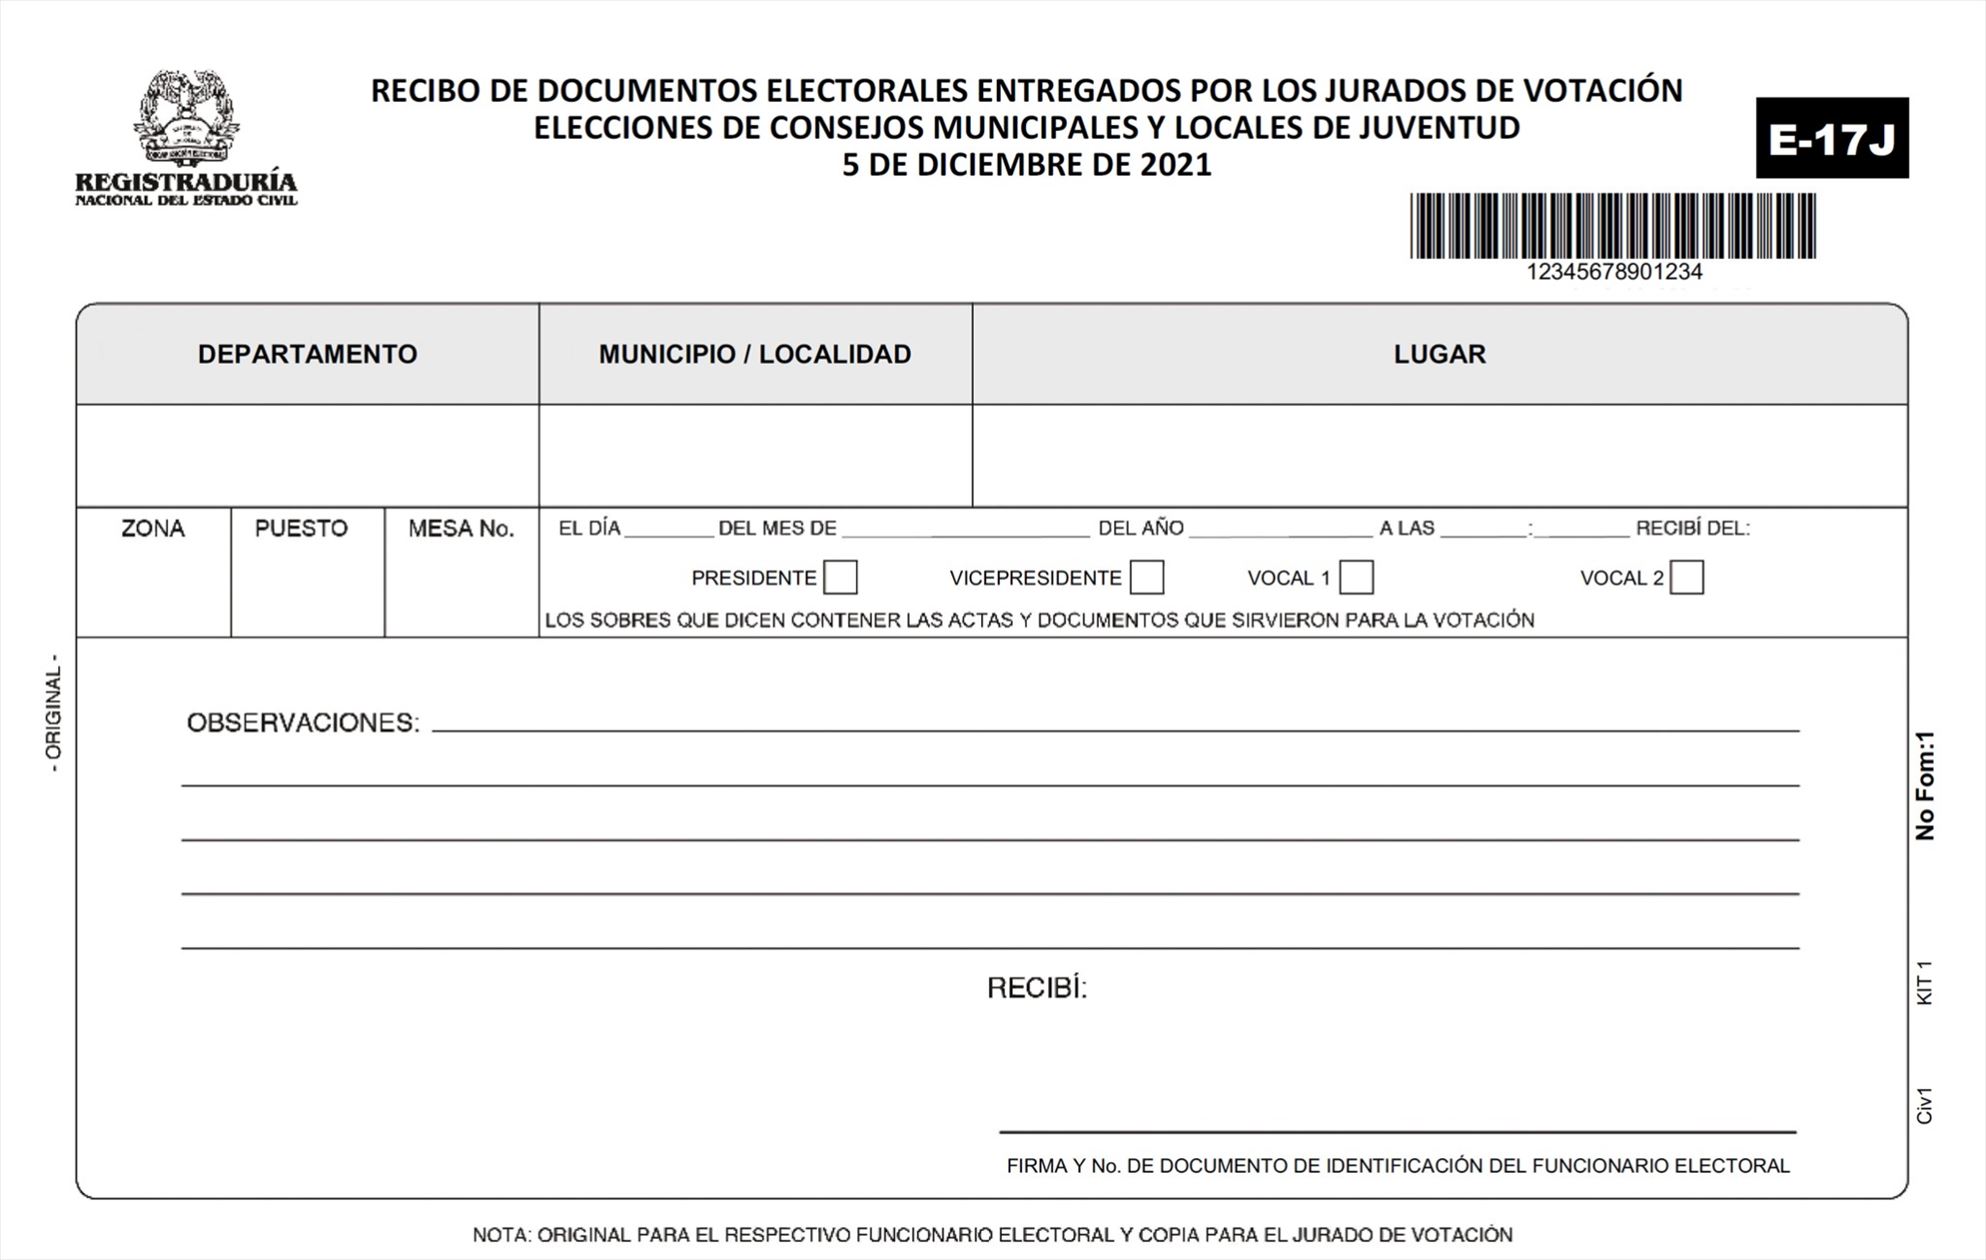 RECIBO DE DOCUMENTOS ELECTORALES ENTREGADOS POR LOS JURADOS DE VOTACIÓN
ELECCIONES DE CONSEJOS MUNICIPALES Y LOCALES DE JUVENTUD
5 DE DICIEMBRE DE 2021
REGISTRADURÍA
NACIONAL DEL ESTADO CIVIL
E-17J
12345678901234
DEPARTAMENTO MUNICIPIO / LOCALIDAD LUGAR
ZONA PUESTO MESA No. EL DÍA ________ DEL MES DE ______________________ DEL AÑO ________________ A LAS ________:________ RECIBÍ DEL:
PRESIDENTE VICEPRESIDENTE VOCAL 1 VOCAL 2
LOS SOBRES QUE DICEN CONTENER LAS ACTAS Y DOCUMENTOS QUE SIRVIERON PARA LA VOTACIÓN
- ORIGINAL -
OBSERVACIONES:
No Fom:1
RECIBÍ:
KIT 1
Civ1
FIRMA Y No. DE DOCUMENTO DE IDENTIFICACIÓN DEL FUNCIONARIO ELECTORAL
NOTA: ORIGINAL PARA EL RESPECTIVO FUNCIONARIO ELECTORAL Y COPIA PARA EL JURADO DE VOTACIÓN